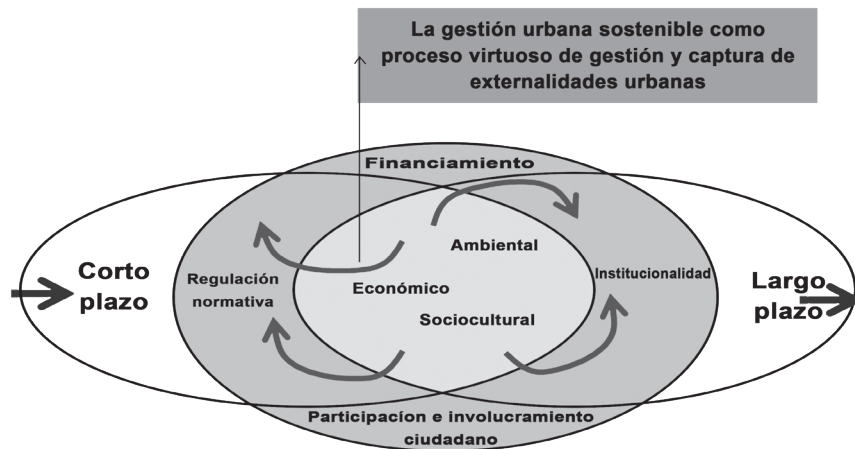 La gestión urbana sostenible como
proceso virtuoso de gestión y captura de
externalidades urbanas
Financiamiento
Ambiental
Corto
plazo
Regulación
normativa
Económico
Institucionalidad
Largo
plazo
Sociocultural
Participacíon e involucramiento
ciudadano